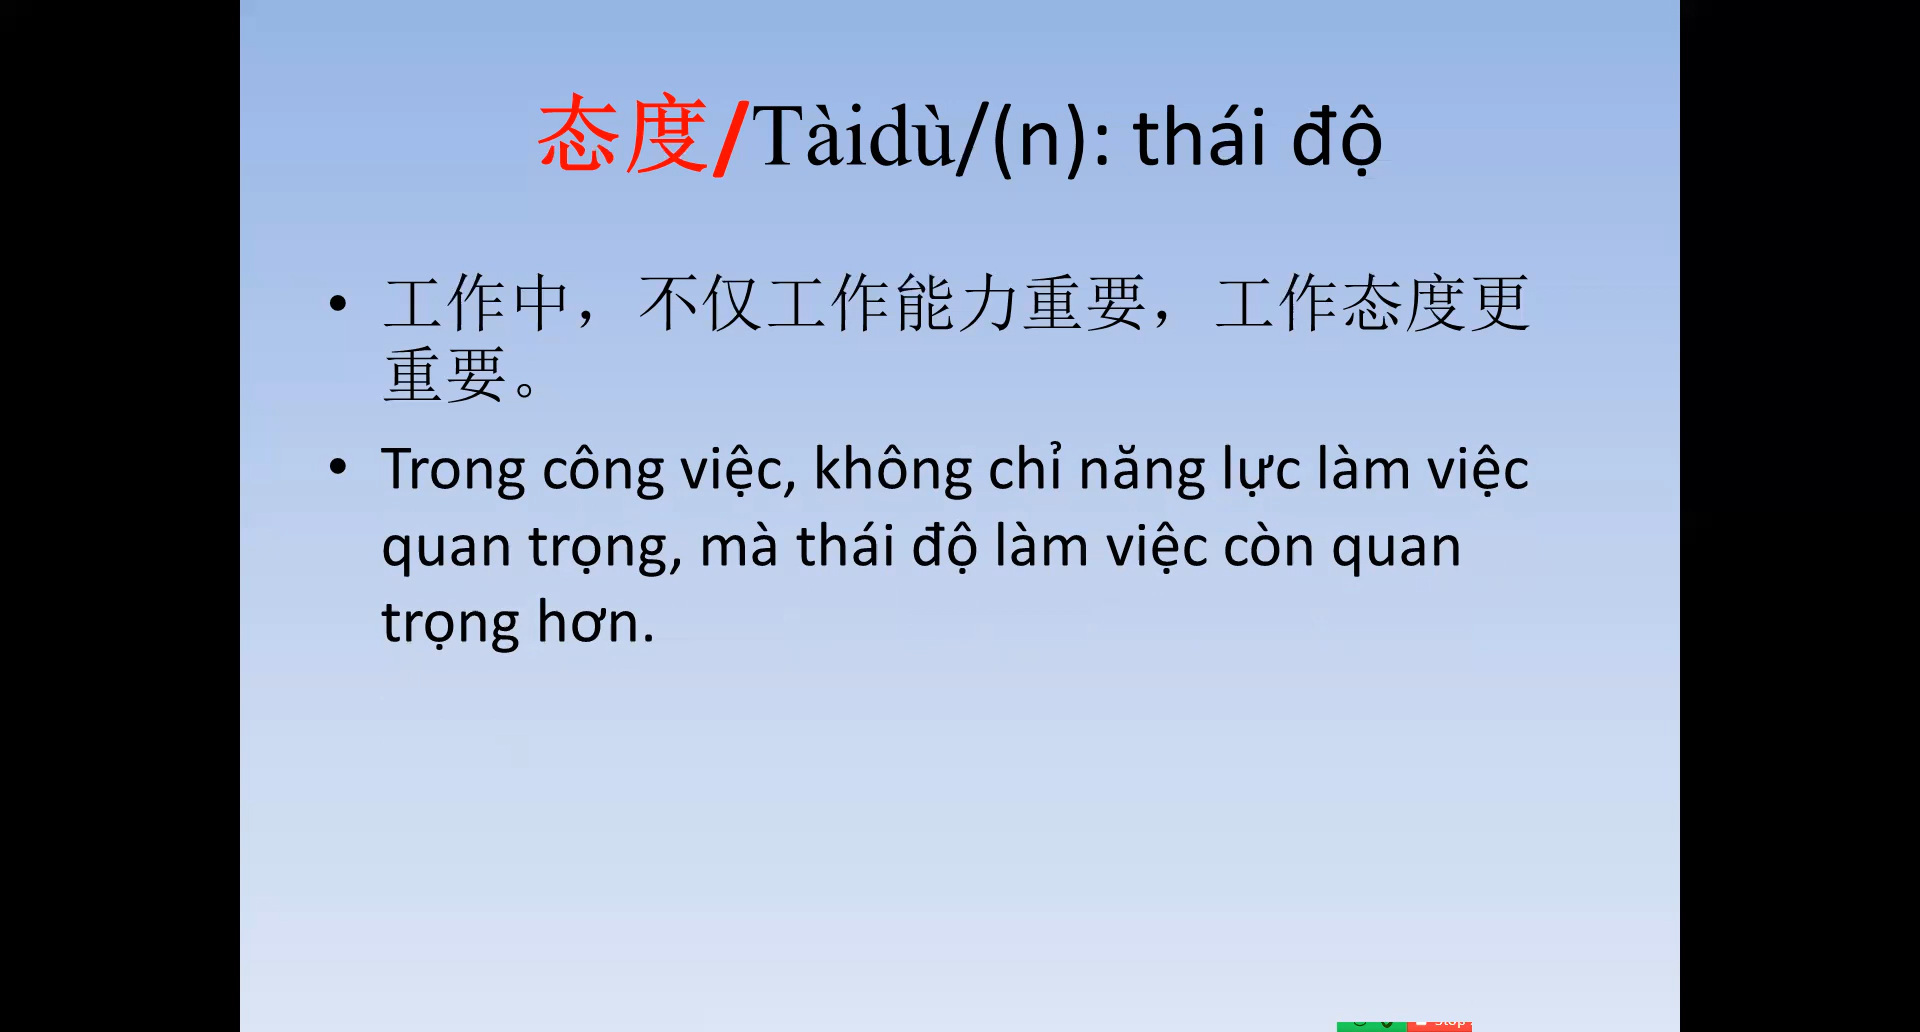 态度/Tàidù/(n): thái độ
• 工作中，不仅工作能力重要，工作态度更
重要。
• Trong công việc, không chỉ năng lực làm việc
quan trọng, mà thái độ làm việc còn quan
trọng hơn.
Stop